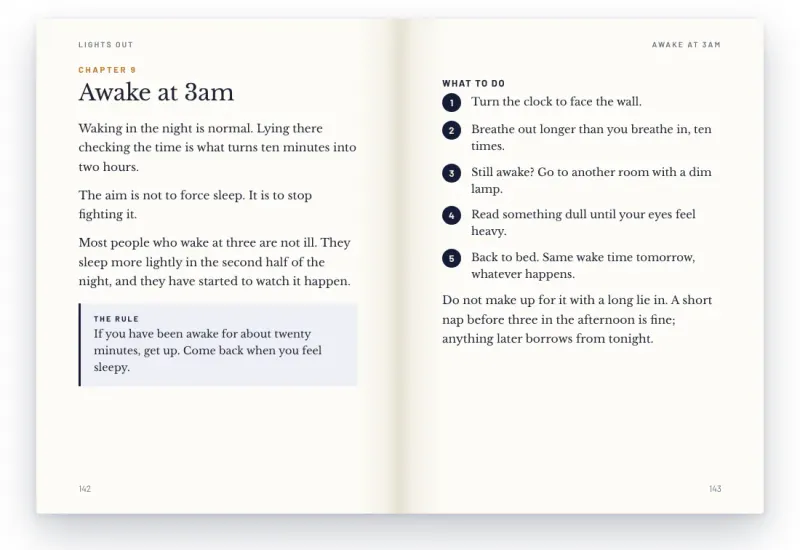 LIGHTS OUT
CHAPTER 9
Awake at 3am
Waking in the night is normal. Lying there
checking the time is what turns ten minutes into
two hours.
The aim is not to force sleep. It is to stop
fighting it.
Most people who wake at three are not ill. They
sleep more lightly in the second half of the
night, and they have started to watch it happen.
THE RULE
If you have been awake for about twenty
minutes, get up. Come back when you feel
sleepy.
142
AWAKE AT 3AM
WHAT TO DO
1 Turn the clock to face the wall.
2 Breathe out longer than you breathe in, ten
times.
3 Still awake? Go to another room with a dim
lamp.
4 Read something dull until your eyes feel
heavy.
5 Back to bed. Same wake time tomorrow,
whatever happens.
Do not make up for it with a long lie in. A short
nap before three in the afternoon is fine;
anything later borrows from tonight.
143